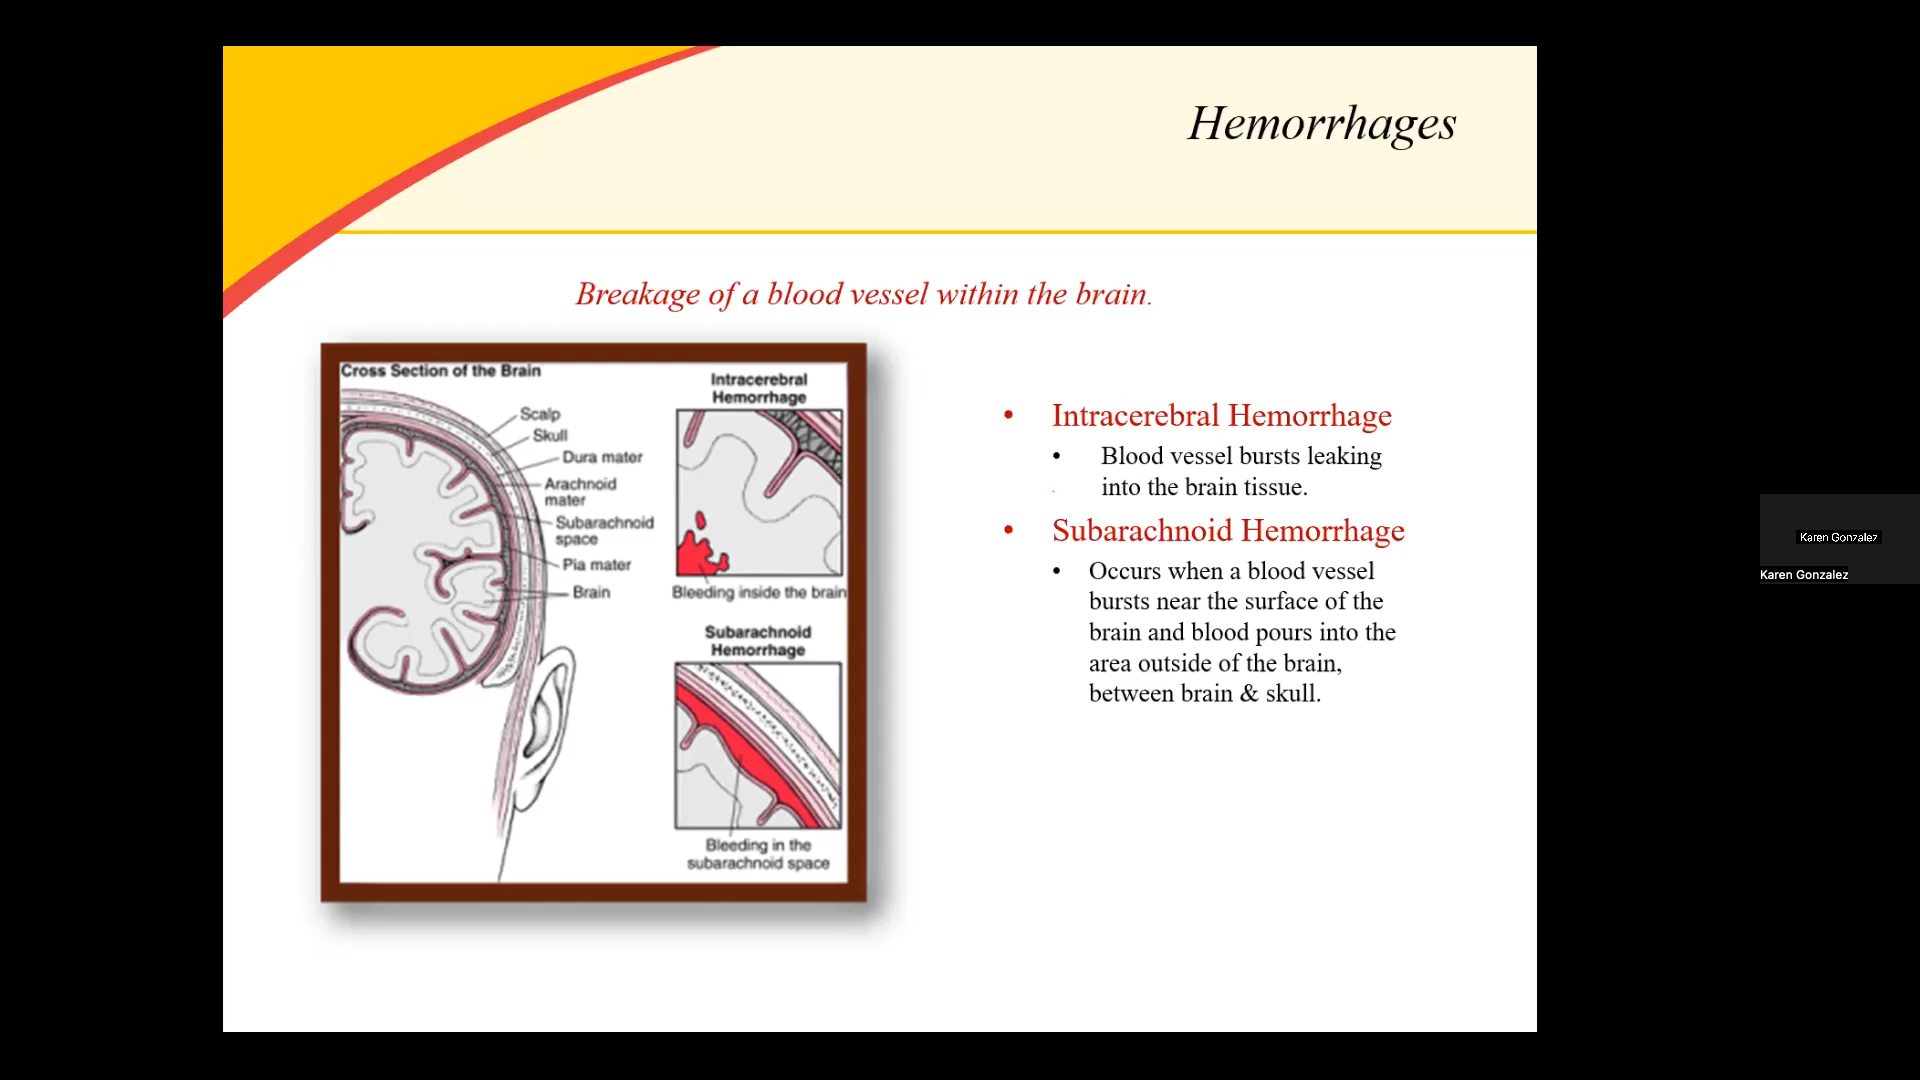 Hemorrhages
Breakage of a blood vessel within the brain.
Cross Section of the Brain
Scalp
Skull
Dura mater
Arachnoid
mater
Subarachnoid
space
Pia mater
Brain
Intracerebral
Hemorrhage
Bleeding inside the brain
Subarachnoid
Hemorrhage
Bleeding in the
subarachnoid space
• Intracerebral Hemorrhage
• Blood vessel bursts leaking
into the brain tissue.
• Subarachnoid Hemorrhage
• Occurs when a blood vessel
bursts near the surface of the
brain and blood pours into the
area outside of the brain,
between brain & skull.
Karen Gonzalez
Karen Gonzalez